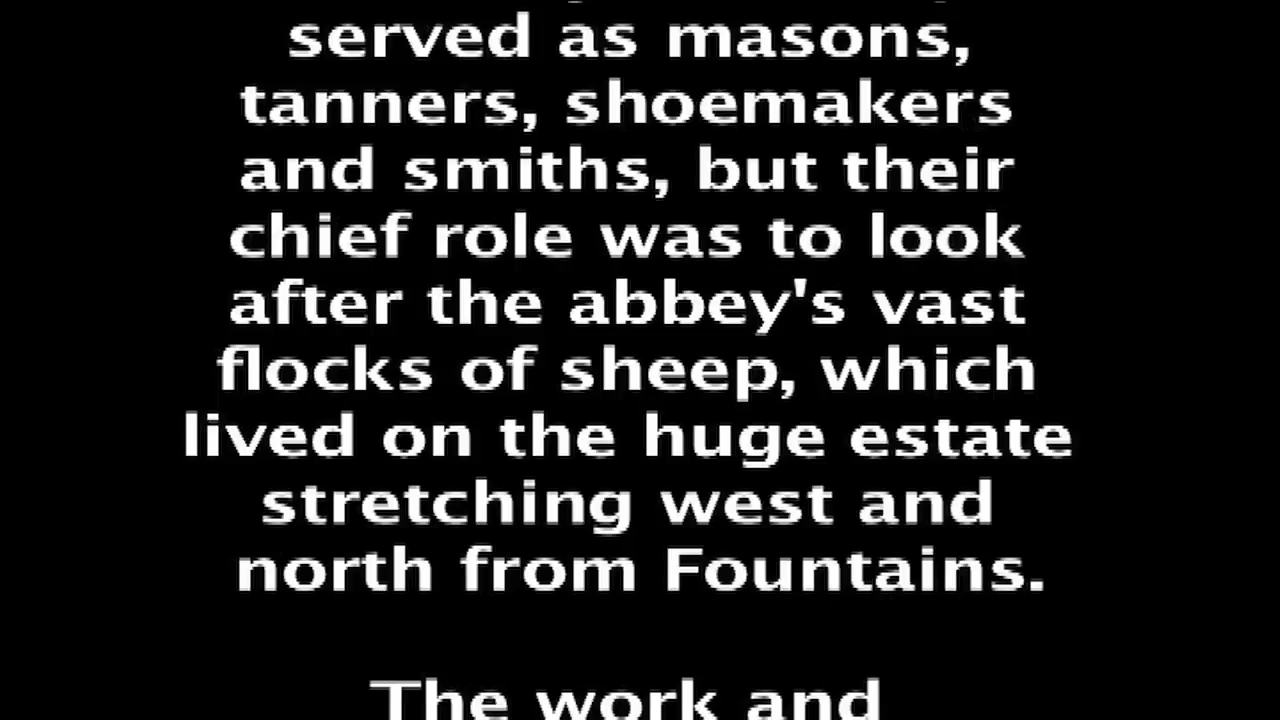 served as masons,
tanners, shoemakers
and smiths, but their
chief role was to look
after the abbey's vast
flocks of sheep, which
lived on the huge estate
stretching west and
north from Fountains.
The work and